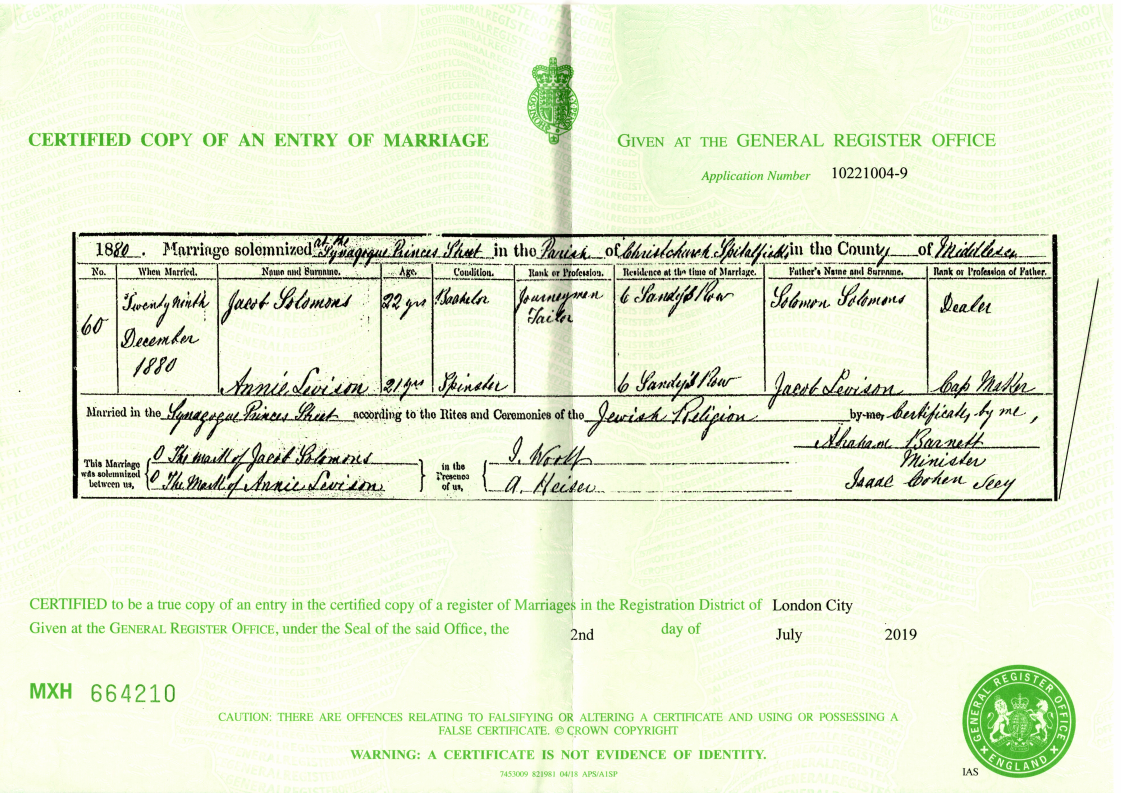 CERTIFIED COPY OF AN ENTRY OF MARRIAGE
GIVEN AT THE GENERAL REGISTER OFFICE
Application Number 10221004-9
1880. Marriage solemnized at the Synagogue Princes Street in the Parish of Christchurch Spitalfields in the County of Middlesex
No. When Married. Name and Surname. Age. Condition. Rank or Profession. Residence at the time of Marriage. Father's Name and Surname. Rank or Profession of Father.
60 Twenty ninth December 1880 Jacob Solomons 22 yrs Bachelor Journeyman Tailor 6 Sandy's Row Solomon Solomons Dealer
Annie Levison 21 yrs Spinster 6 Sandy's Row Jacob Levison Cap Maker
Married in the Synagogue Princes Street according to the Rites and Ceremonies of the Jewish Religion by me, Certificate, by me,
Abraham Barnett
Minister
Isaac Cohen Secy
This Marriage was solemnized between us, 0 The mark of Jacob Solomons
0 The Mark of Annie Levison
in the Presence of us, I. Woolf
A. Heiser
CERTIFIED to be a true copy of an entry in the certified copy of a register of Marriages in the Registration District of London City
Given at the GENERAL REGISTER OFFICE, under the Seal of the said Office, the 2nd day of July 2019
MXH 664210
CAUTION: THERE ARE OFFENCES RELATING TO FALSIFYING OR ALTERING A CERTIFICATE AND USING OR POSSESSING A
FALSE CERTIFICATE. © CROWN COPYRIGHT
WARNING: A CERTIFICATE IS NOT EVIDENCE OF IDENTITY.
7453009 821981 04/18 APS/A1SP
IAS
GENERAL REGISTER OFFICE
ENGLAND